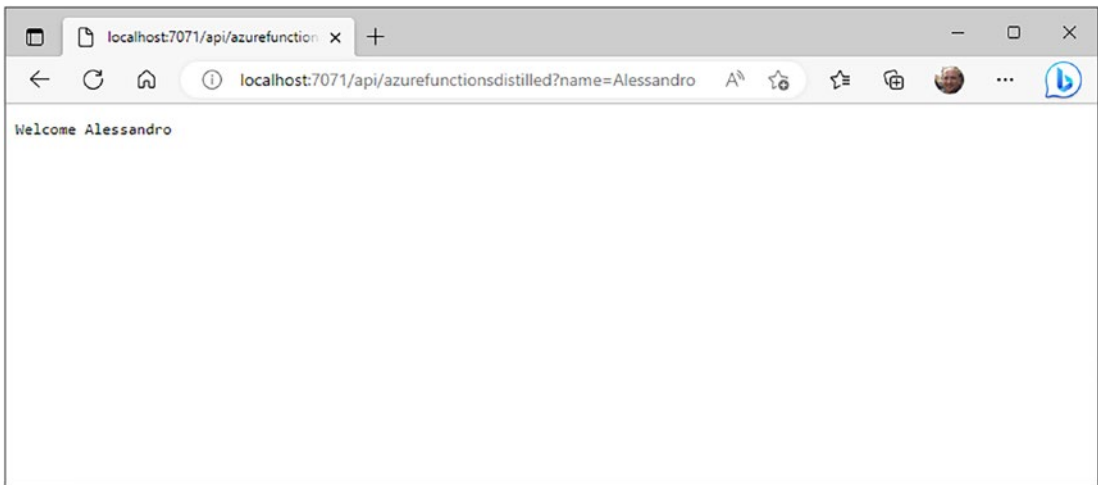 localhost:7071/api/azurefunction
localhost:7071/api/azurefunctionsdistilled?name=Alessandro
Welcome Alessandro